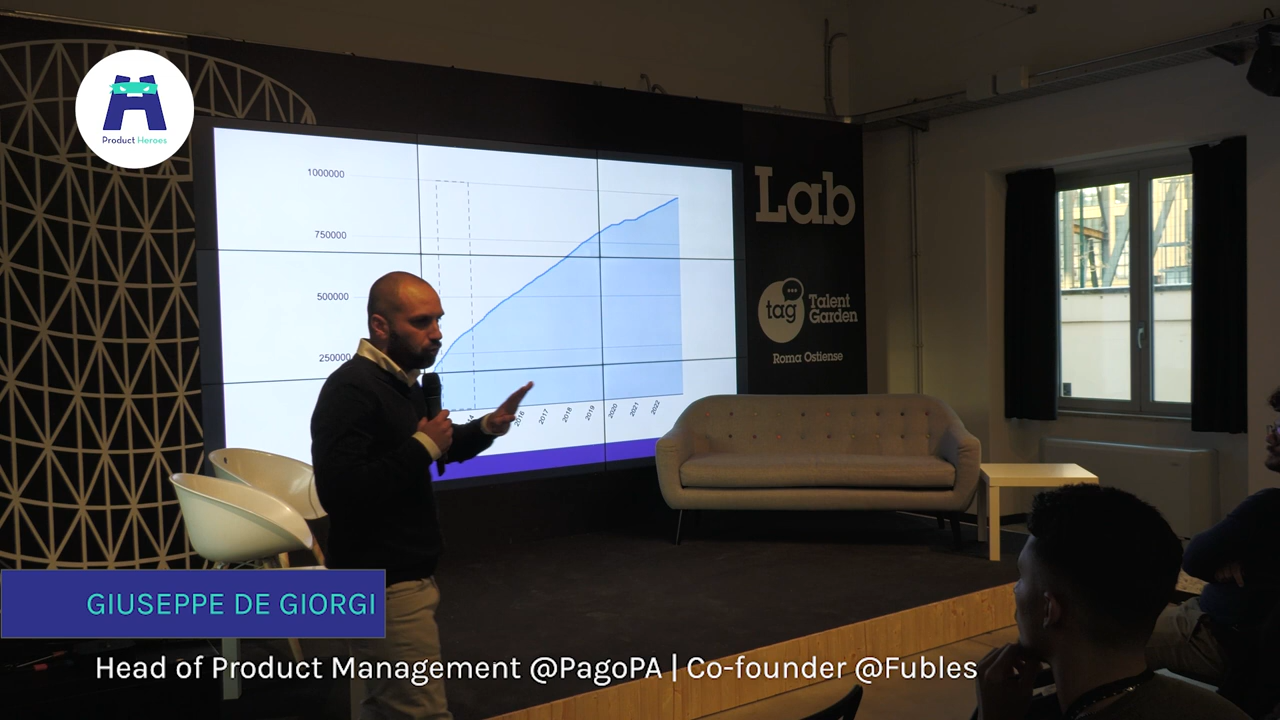 Product Heroes
1000000
750000
500000
250000
2016
2017
2018
2019
2020
2021
2022
Lab
tag
Talent
Garden
Roma Ostiense
GIUSEPPE DE GIORGI
Head of Product Management @PagoPA | Co-founder @Fubles